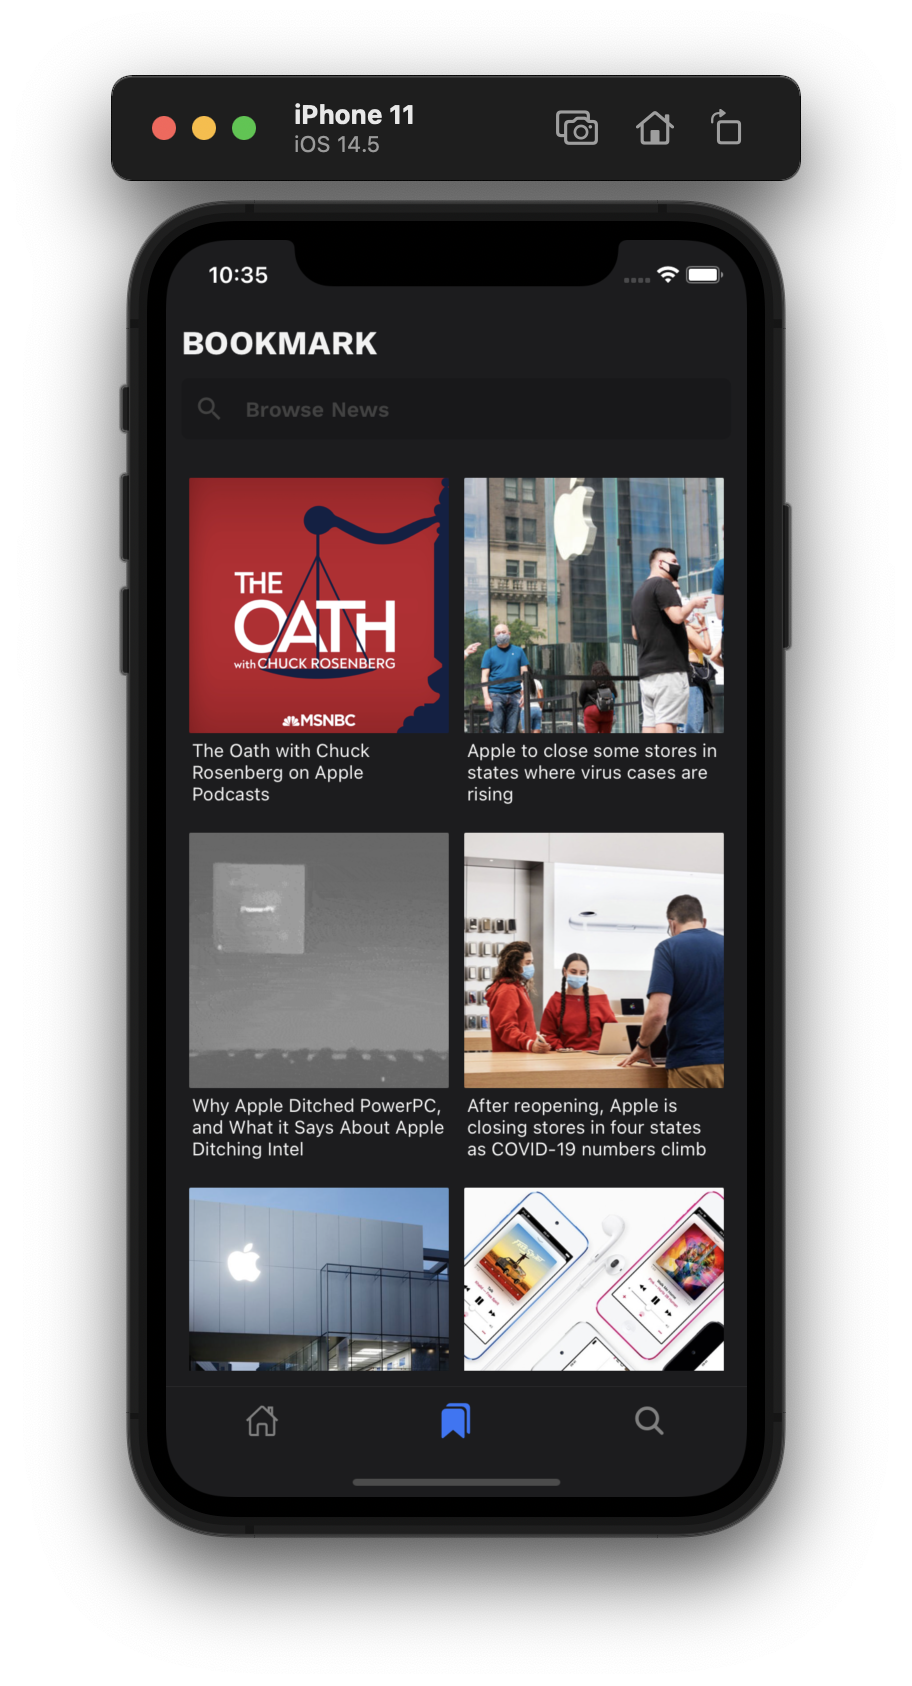 iPhone 11
iOS 14.5
10:35
BOOKMARK
Browse News
THE
OATH
with CHUCK ROSENBERG
MSNBC
The Oath with Chuck
Rosenberg on Apple
Podcasts
Apple to close some stores in
states where virus cases are
rising
Why Apple Ditched PowerPC,
and What it Says About Apple
Ditching Intel
After reopening, Apple is
closing stores in four states
as COVID-19 numbers climb